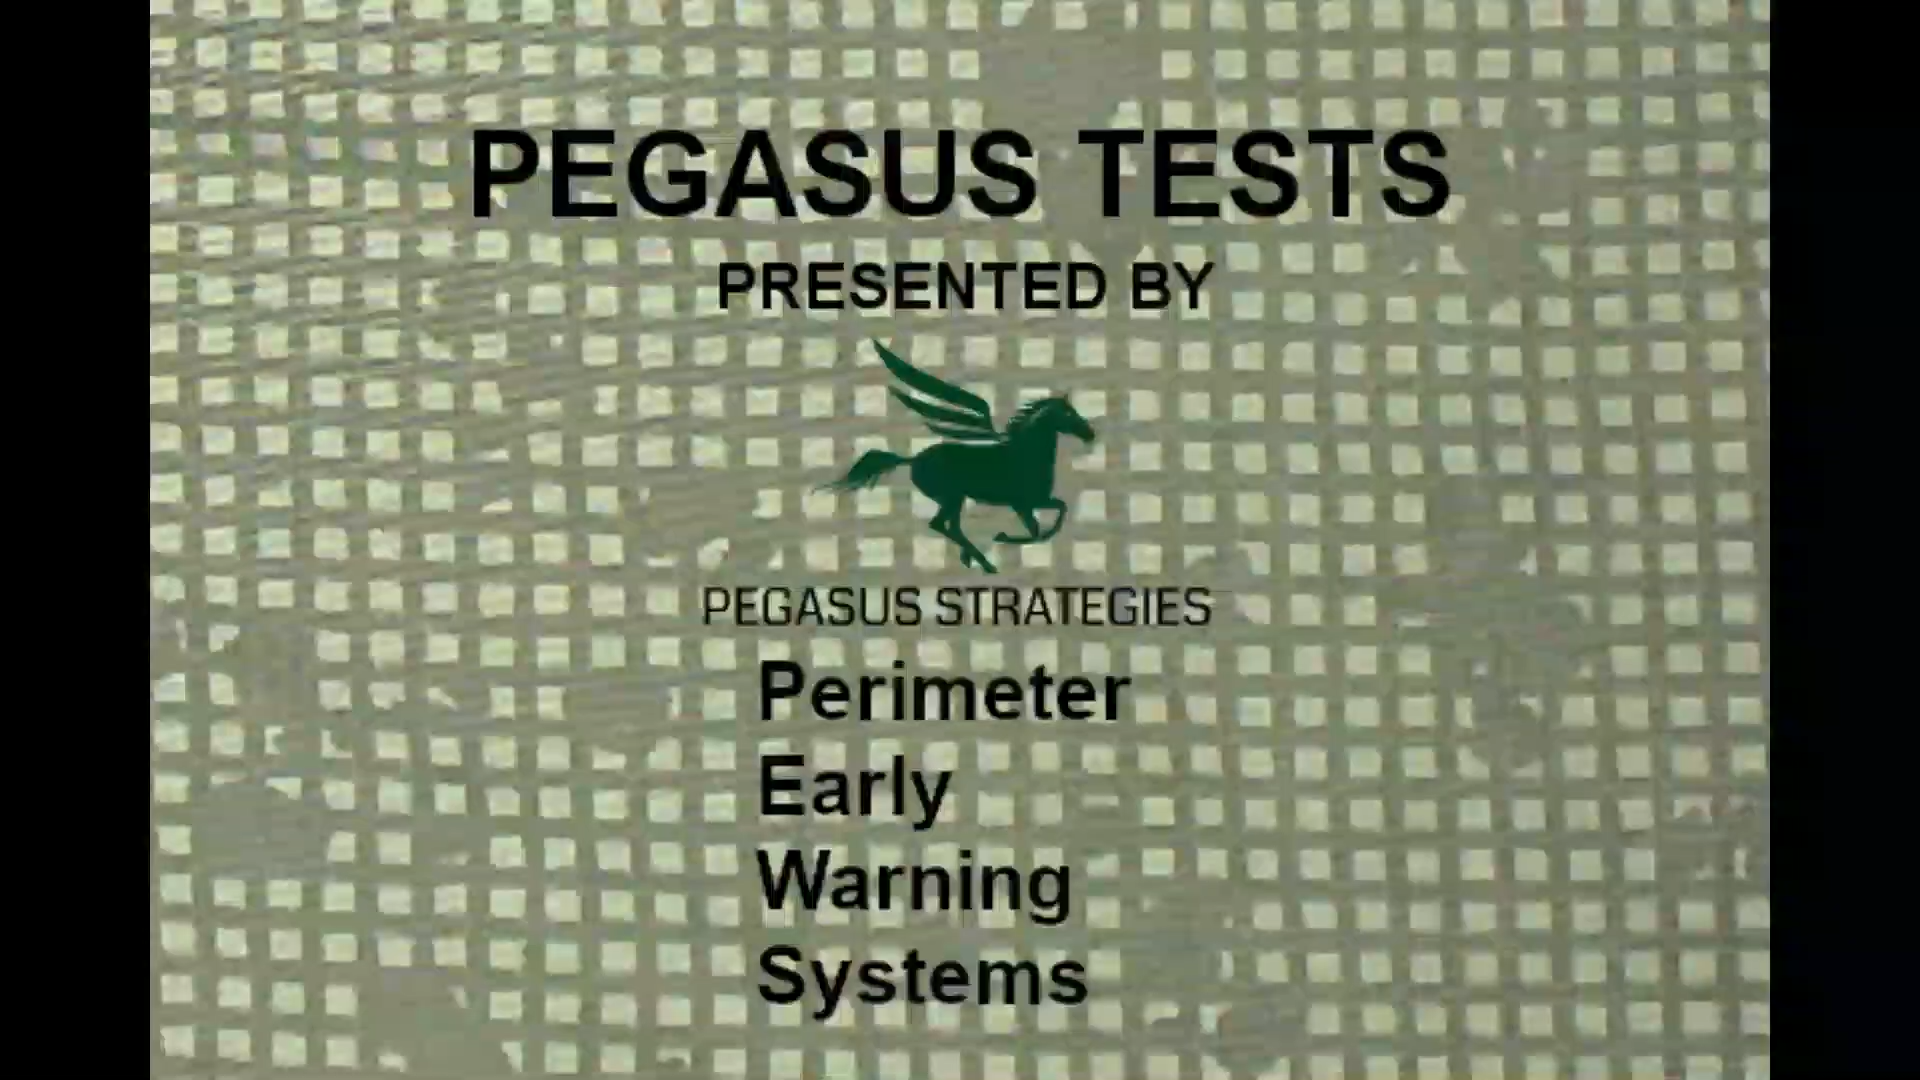 PEGASUS TESTS
PRESENTED BY
PEGASUS STRATEGIES
Perimeter
Early
Warning
Systems